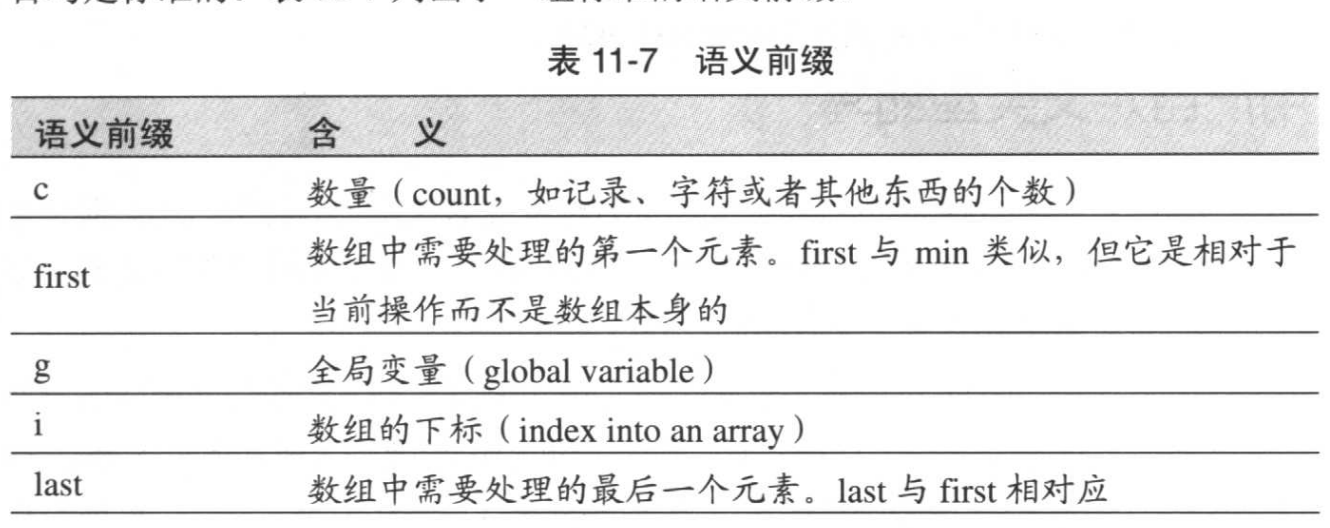 表 11-7 语义前缀
语义前缀 含 义
c 数量（count，如记录、字符或者其他东西的个数）
first 数组中需要处理的第一个元素。first 与 min 类似，但它是相对于
当前操作而不是数组本身的
g 全局变量（global variable）
i 数组的下标（index into an array）
last 数组中需要处理的最后一个元素。last 与 first 相对应